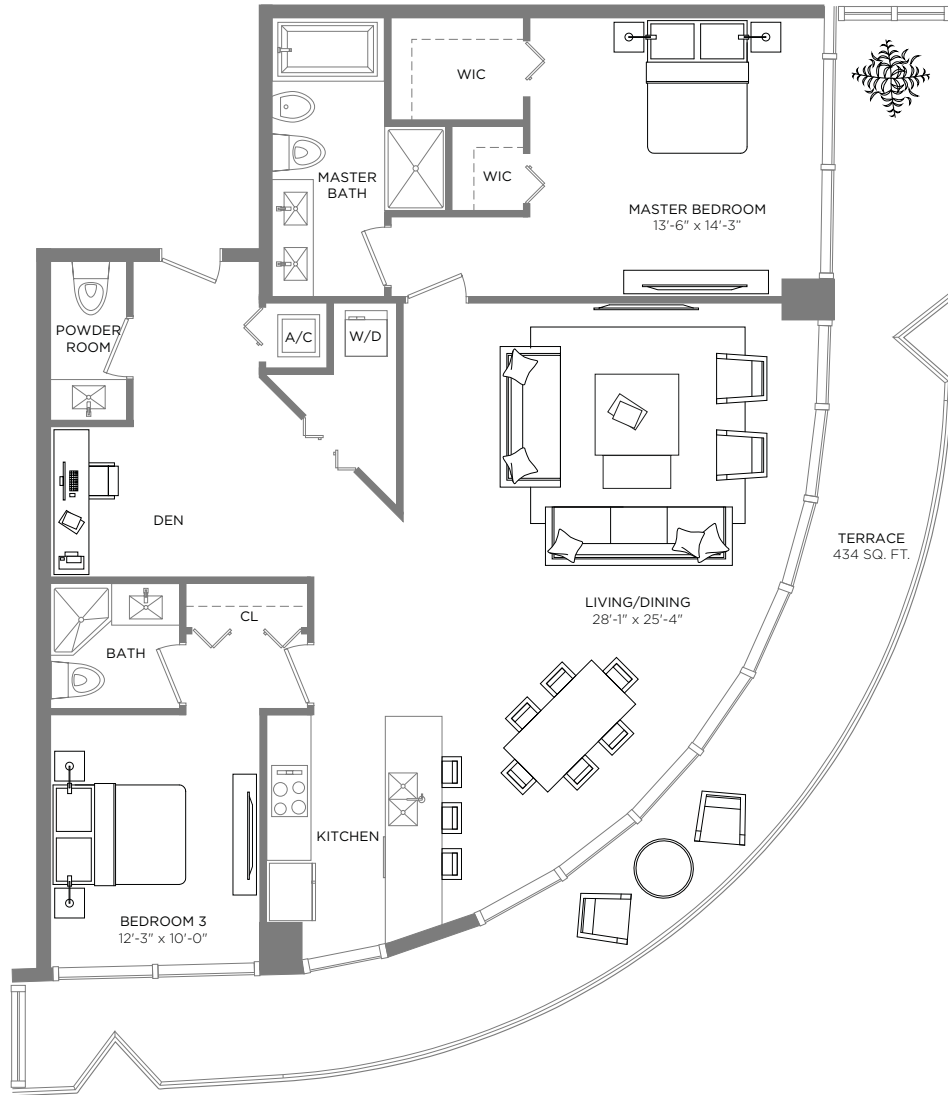 WIC
MASTER
BATH
WIC
MASTER BEDROOM
13'-6" x 14'-3"
POWDER
ROOM
A/C
W/D
DEN
TERRACE
434 SQ. FT.
LIVING/DINING
28'-1" x 25'-4"
CL
BATH
KITCHEN
BEDROOM 3
12'-3" x 10'-0"